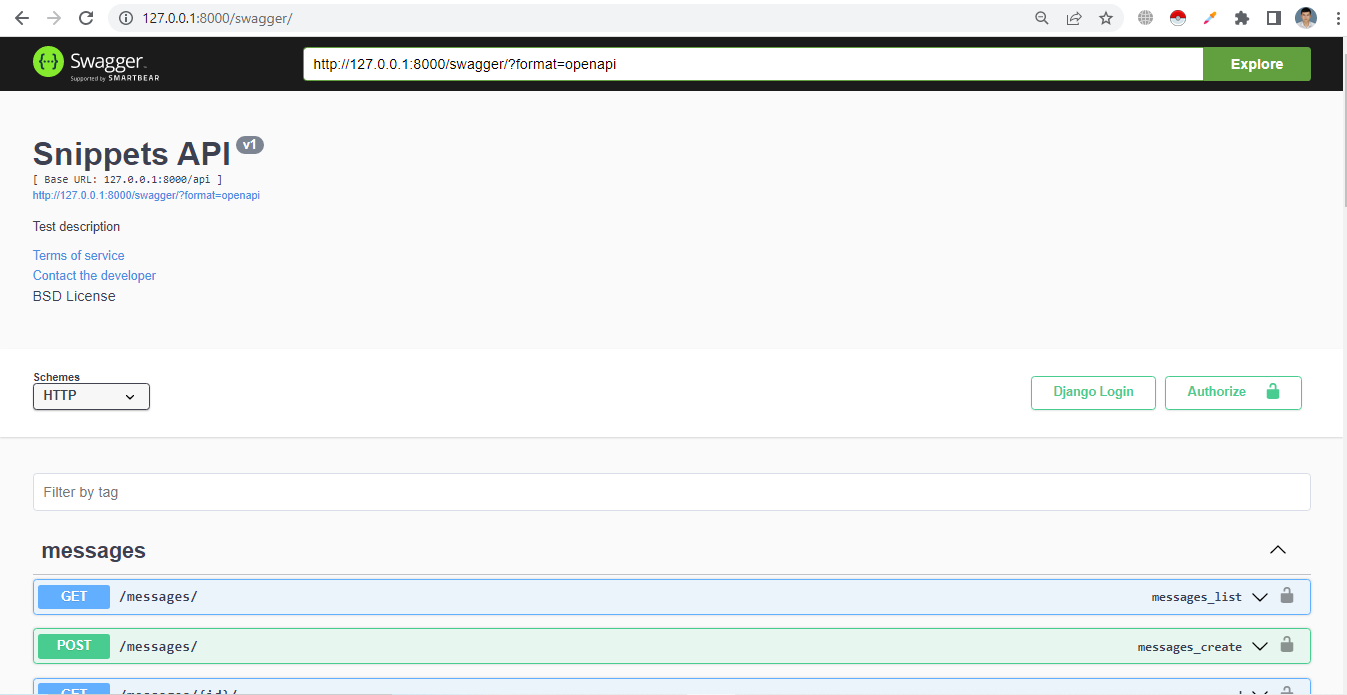 127.0.0.1:8000/swagger/
Swagger
Supported by SMARTBEAR
http://127.0.0.1:8000/swagger/?format=openapi
Explore
Snippets API v1
[ Base URL: 127.0.0.1:8000/api ]
http://127.0.0.1:8000/swagger/?format=openapi
Test description
Terms of service
Contact the developer
BSD License
Schemes
HTTP
Django Login
Authorize
Filter by tag
messages
GET /messages/ messages_list
POST /messages/ messages_create
GET /messages/{id}/